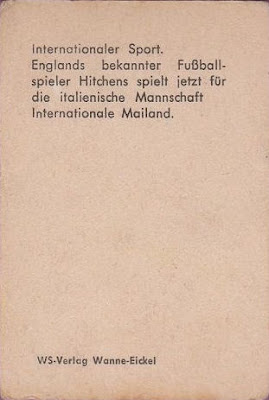 Internationaler Sport.
Englands bekannter Fußball-
spieler Hitchens spielt jetzt für
die italienische Mannschaft
Internationale Mailand.
WS-Verlag Wanne-Eickel